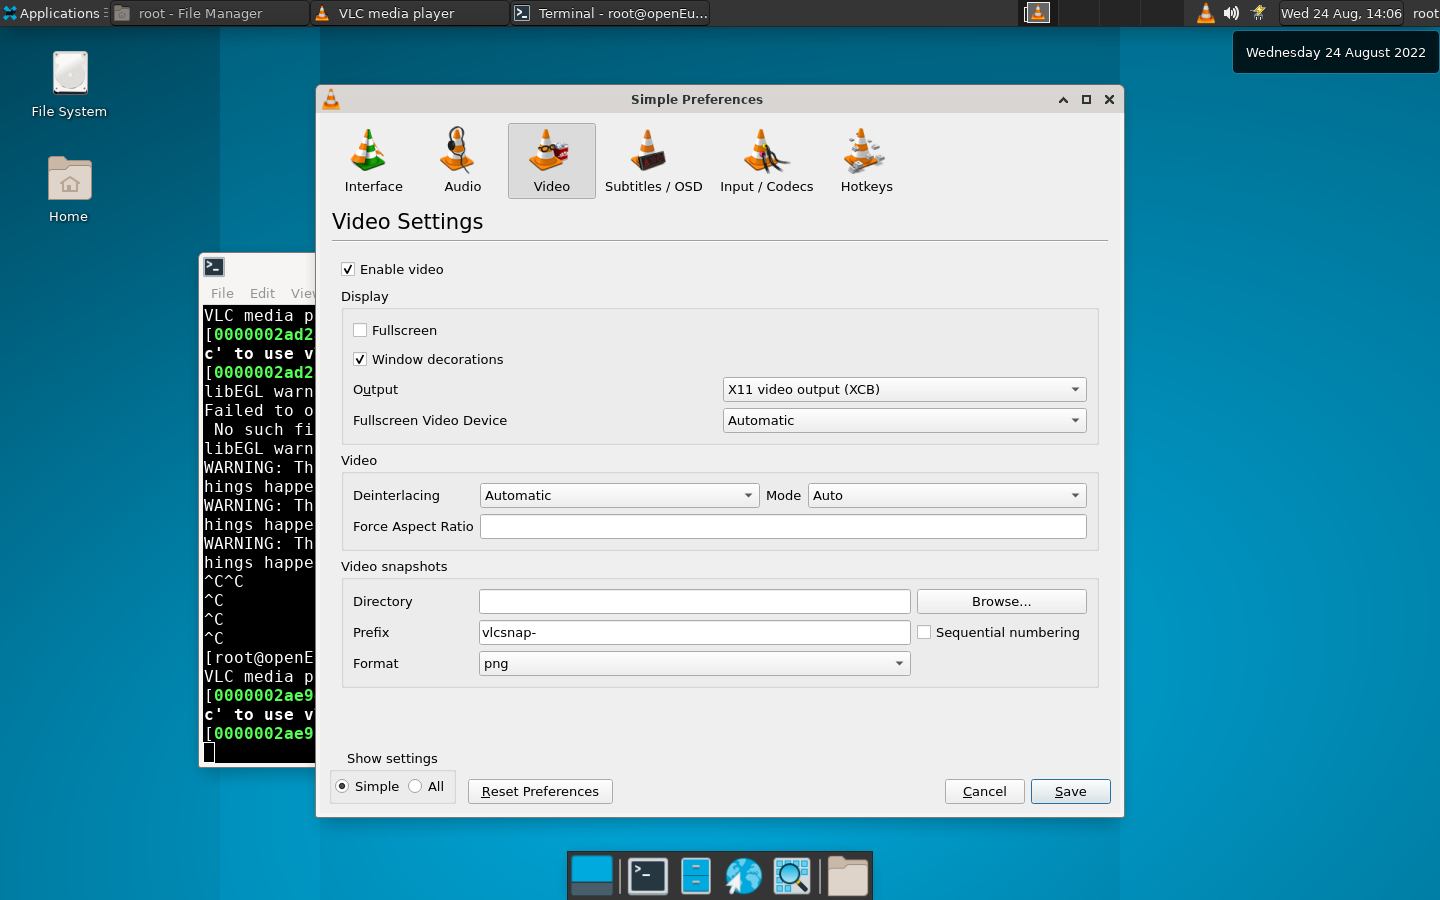 Applications
root - File Manager
VLC media player
Terminal - root@openEu...
Wed 24 Aug, 14:06
root
Wednesday 24 August 2022
File System
Home
File Edit
VLC media p
[0000002ad2
c' to use v
[0000002ad2
libEGL warn
Failed to o
No such fi
libEGL warn
WARNING: Th
hings happe
WARNING: Th
hings happe
WARNING: Th
hings happe
^C^C
^C
^C
^C
[root@openE
VLC media p
[0000002ae9
c' to use v
[0000002ae9
Simple Preferences
Interface
Audio
Video
Subtitles / OSD
Input / Codecs
Hotkeys
Video Settings
Enable video
Display
Fullscreen
Window decorations
Output X11 video output (XCB)
Fullscreen Video Device Automatic
Video
Deinterlacing Automatic Mode Auto
Force Aspect Ratio
Video snapshots
Directory Browse...
Prefix vlcsnap- Sequential numbering
Format png
Show settings
Simple All
Reset Preferences
Cancel
Save